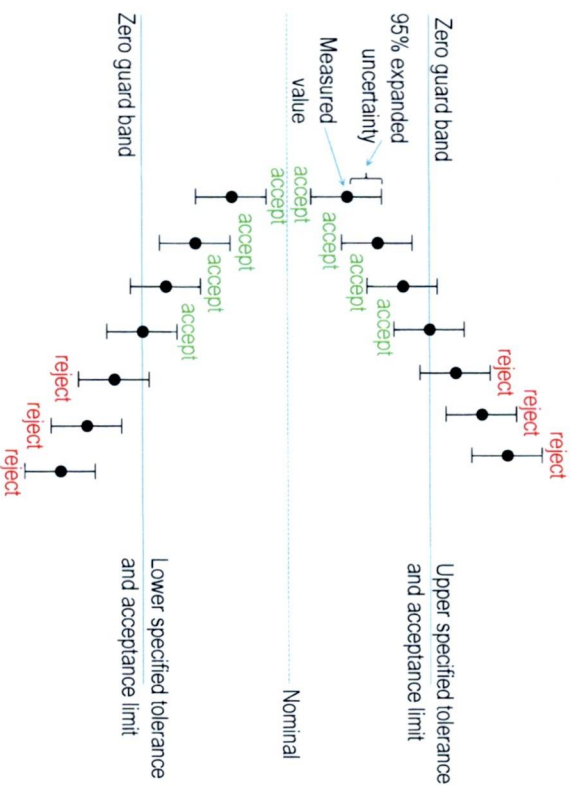 reject
reject
reject
Zero guard band
Upper specified tolerance
and acceptance limit
95% expanded
uncertainty
Measured
value
accept
accept
accept
accept
Nominal
accept
accept
accept
accept
Zero guard band
Lower specified tolerance
and acceptance limit
reject
reject
reject